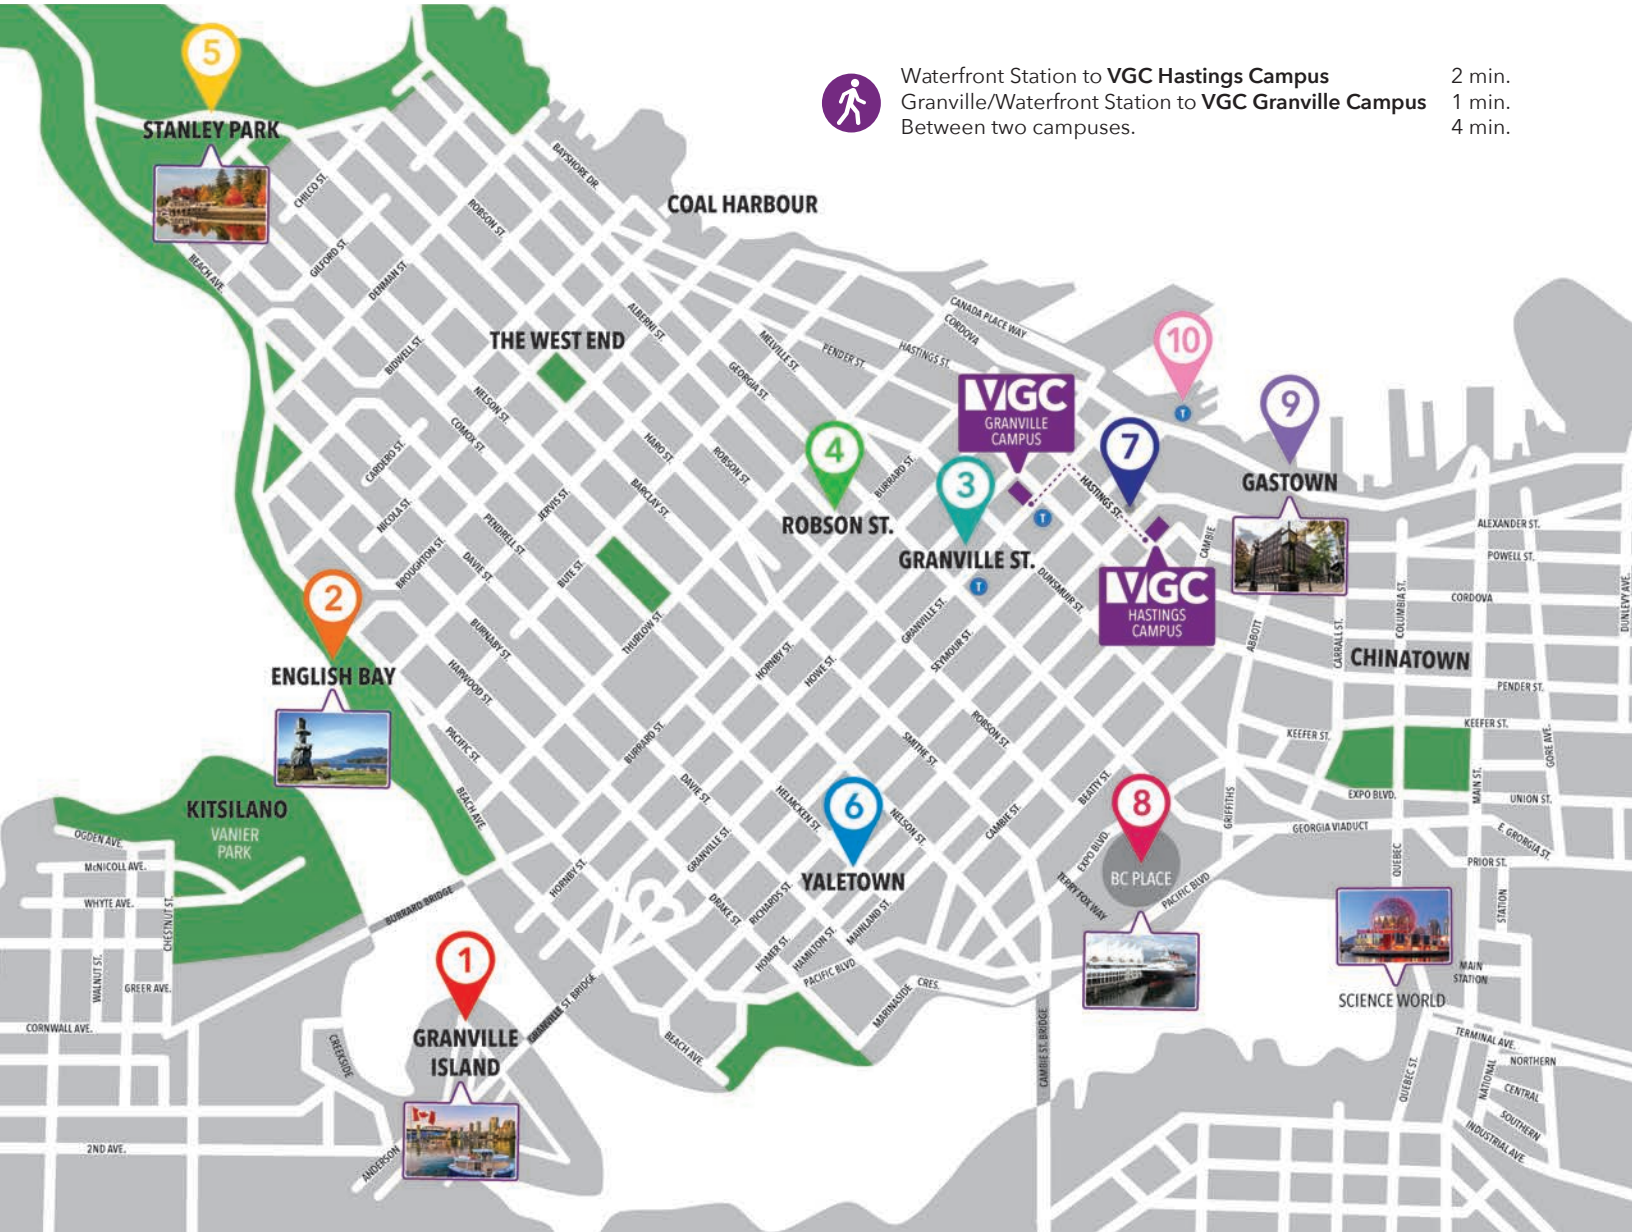 Waterfront Station to VGC Hastings Campus 2 min.
Granville/Waterfront Station to VGC Granville Campus 1 min.
Between two campuses. 4 min.
5
STANLEY PARK
CHILCO ST.
BAYSHORE DR.
ROBSON ST.
COAL HARBOUR
GILFORD ST.
BEACH AVE.
DENMAN ST.
THE WEST END
ALBERNI ST.
BIDWELL ST.
MELVILLE ST.
PENDER ST.
HASTINGS ST.
CANADA PLACE WAY
CORDOVA
GEORGIA ST.
10
T
NELSON ST.
COMOX ST.
CARDERO ST.
HARO ST.
ROBSON ST.
BARCLAY ST.
4
ROBSON ST.
BURRARD ST.
VGC
GRANVILLE
CAMPUS
3
GRANVILLE ST.
T
T
7
HASTINGS ST.
9
GASTOWN
CAMBIE
VGC
HASTINGS
CAMPUS
NICOLA ST.
JERVIS ST.
PENDRELL ST.
BROUGHTON ST.
DAVIE ST.
BUTE ST.
THURLOW ST.
DUNSMUIR ST.
GRANVILLE ST.
SEYMOUR ST.
HORNBY ST.
HOWE ST.
ALEXANDER ST.
POWELL ST.
CORDOVA
COLUMBIA ST.
DUNLEVY AVE.
ABBOTT
CARRALL ST.
CHINATOWN
PENDER ST.
KEEFER ST.
KEEFER ST.
GORE AVE.
2
ENGLISH BAY
BURNABY ST.
HARWOOD ST.
PACIFIC ST.
BEACH AVE
BURRARD ST.
ROBSON ST.
SMITHE ST.
DAVIE ST.
HELMCKEN ST.
6
YALETOWN
NELSON ST.
CAMBIE ST.
BEATTY ST.
8
BC PLACE
EXPO BLVD.
TERRY FOX WAY
PACIFIC BLVD
GRIFFITHS
EXPO BLVD.
MAIN ST.
UNION ST.
GEORGIA VIADUCT
E. GEORGIA ST.
QUEBEC
PRIOR ST.
STATION
KITSILANO
VANIER
PARK
OGDEN AVE.
McNICOLL AVE.
WHYTE AVE.
CHESTNUT ST.
WALNUT ST.
GREER AVE.
CORNWALL AVE.
BURRARD BRIDGE
HORNBY ST.
GRANVILLE ST.
DRAKE ST.
RICHARDS ST.
HOMER ST.
HAMILTON ST.
MAINLAND ST.
PACIFIC BLVD
MARINASIDE CRES.
1
GRANVILLE
ISLAND
GRANVILLE ST. BRIDGE
BEACH AVE.
CREEKSIDE
2ND AVE.
ANDERSON
CAMBIE ST. BRIDGE
SCIENCE WORLD
MAIN
STATION
TERMINAL AVE.
NORTHERN
QUEBEC ST.
NATIONAL
CENTRAL
SOUTHERN
INDUSTRIAL AVE.